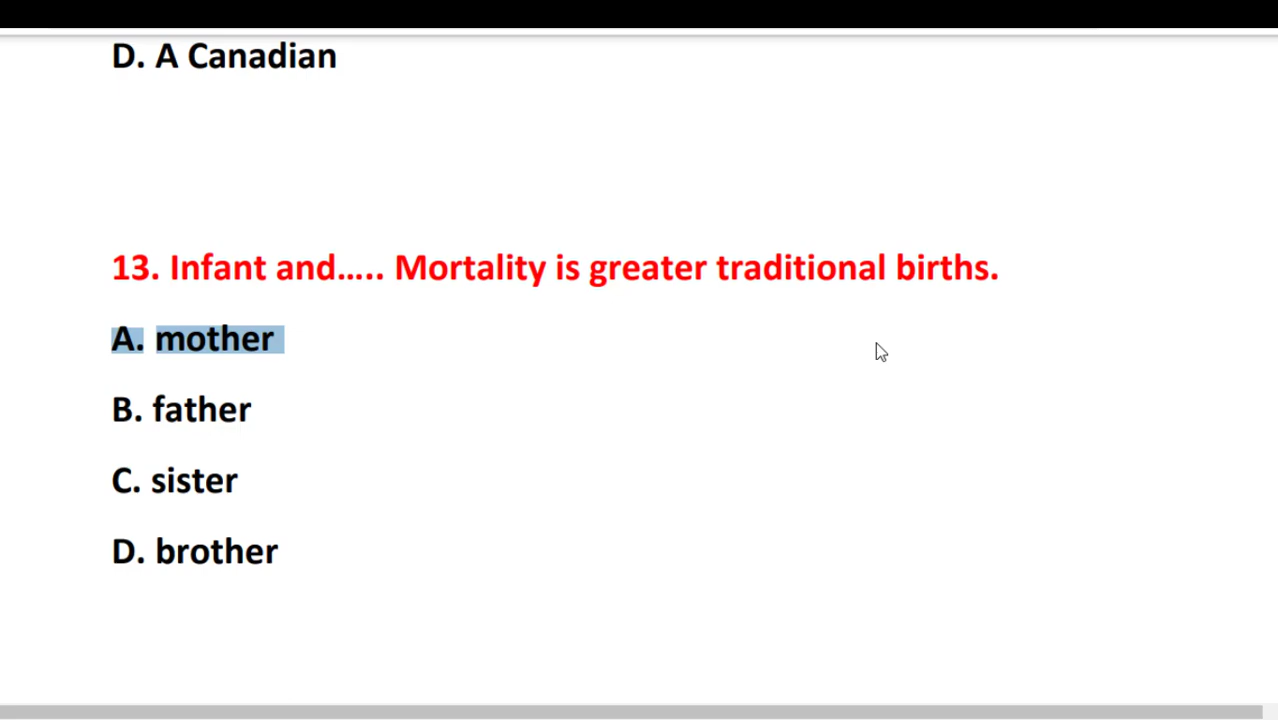 D. A Canadian
13. Infant and….. Mortality is greater traditional births.
A. mother
B. father
C. sister
D. brother